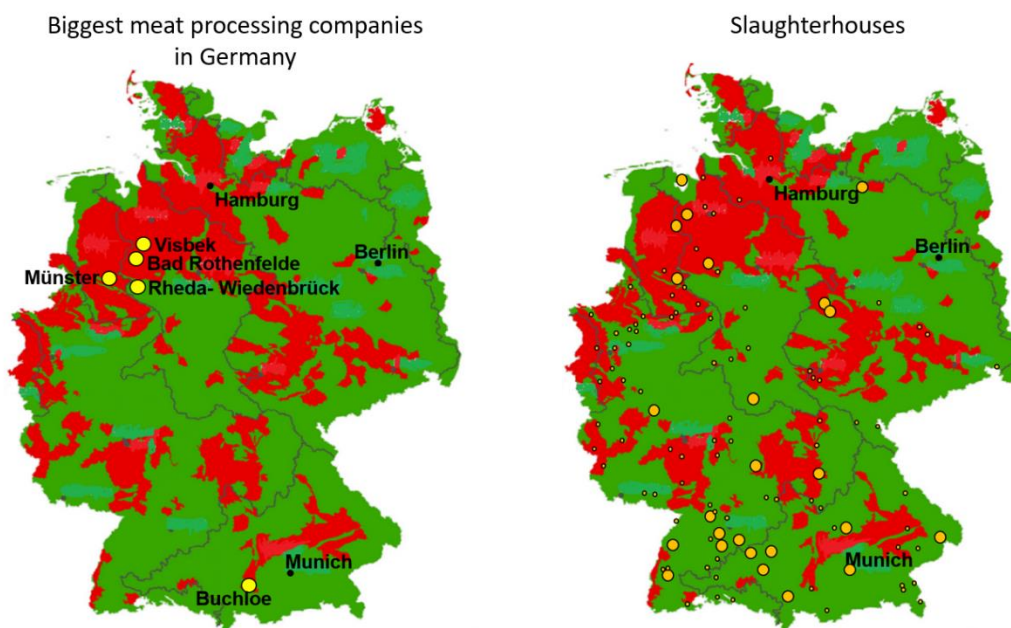 Biggest meat processing companies
in Germany
Slaughterhouses
Hamburg
Visbek
Bad Rothenfelde
Berlin
Münster
Rheda- Wiedenbrück
Munich
Buchloe
Hamburg
Berlin
Munich